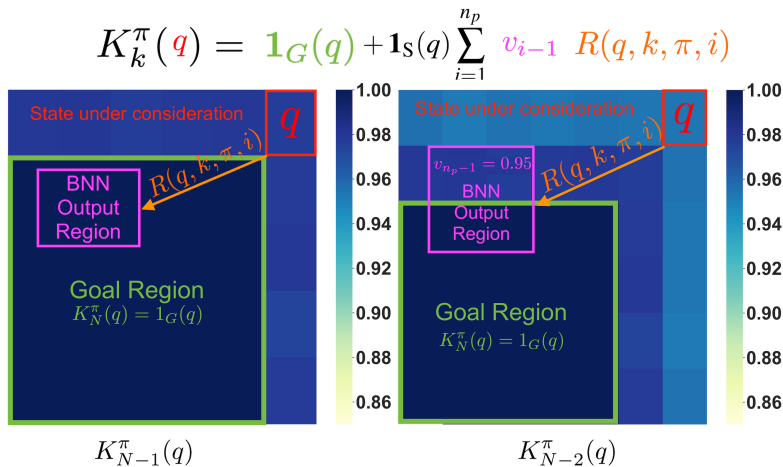 K_k^π(q) = 1_G(q) + 1_S(q) ∑_{i=1}^{n_p} v_{i-1} R(q, k, π, i)
State under consideration
q
R(q, k, π, i)
BNN
Output
Region
Goal Region
K_N^π(q) = 1_G(q)
1.00
0.98
0.96
0.94
0.92
0.90
0.88
0.86
K_{N-1}^π(q)
State under consideration
q
R(q, k, π, i)
v_{n_p-1} = 0.95
BNN
Output
Region
Goal Region
K_N^π(q) = 1_G(q)
1.00
0.98
0.96
0.94
0.92
0.90
0.88
0.86
K_{N-2}^π(q)